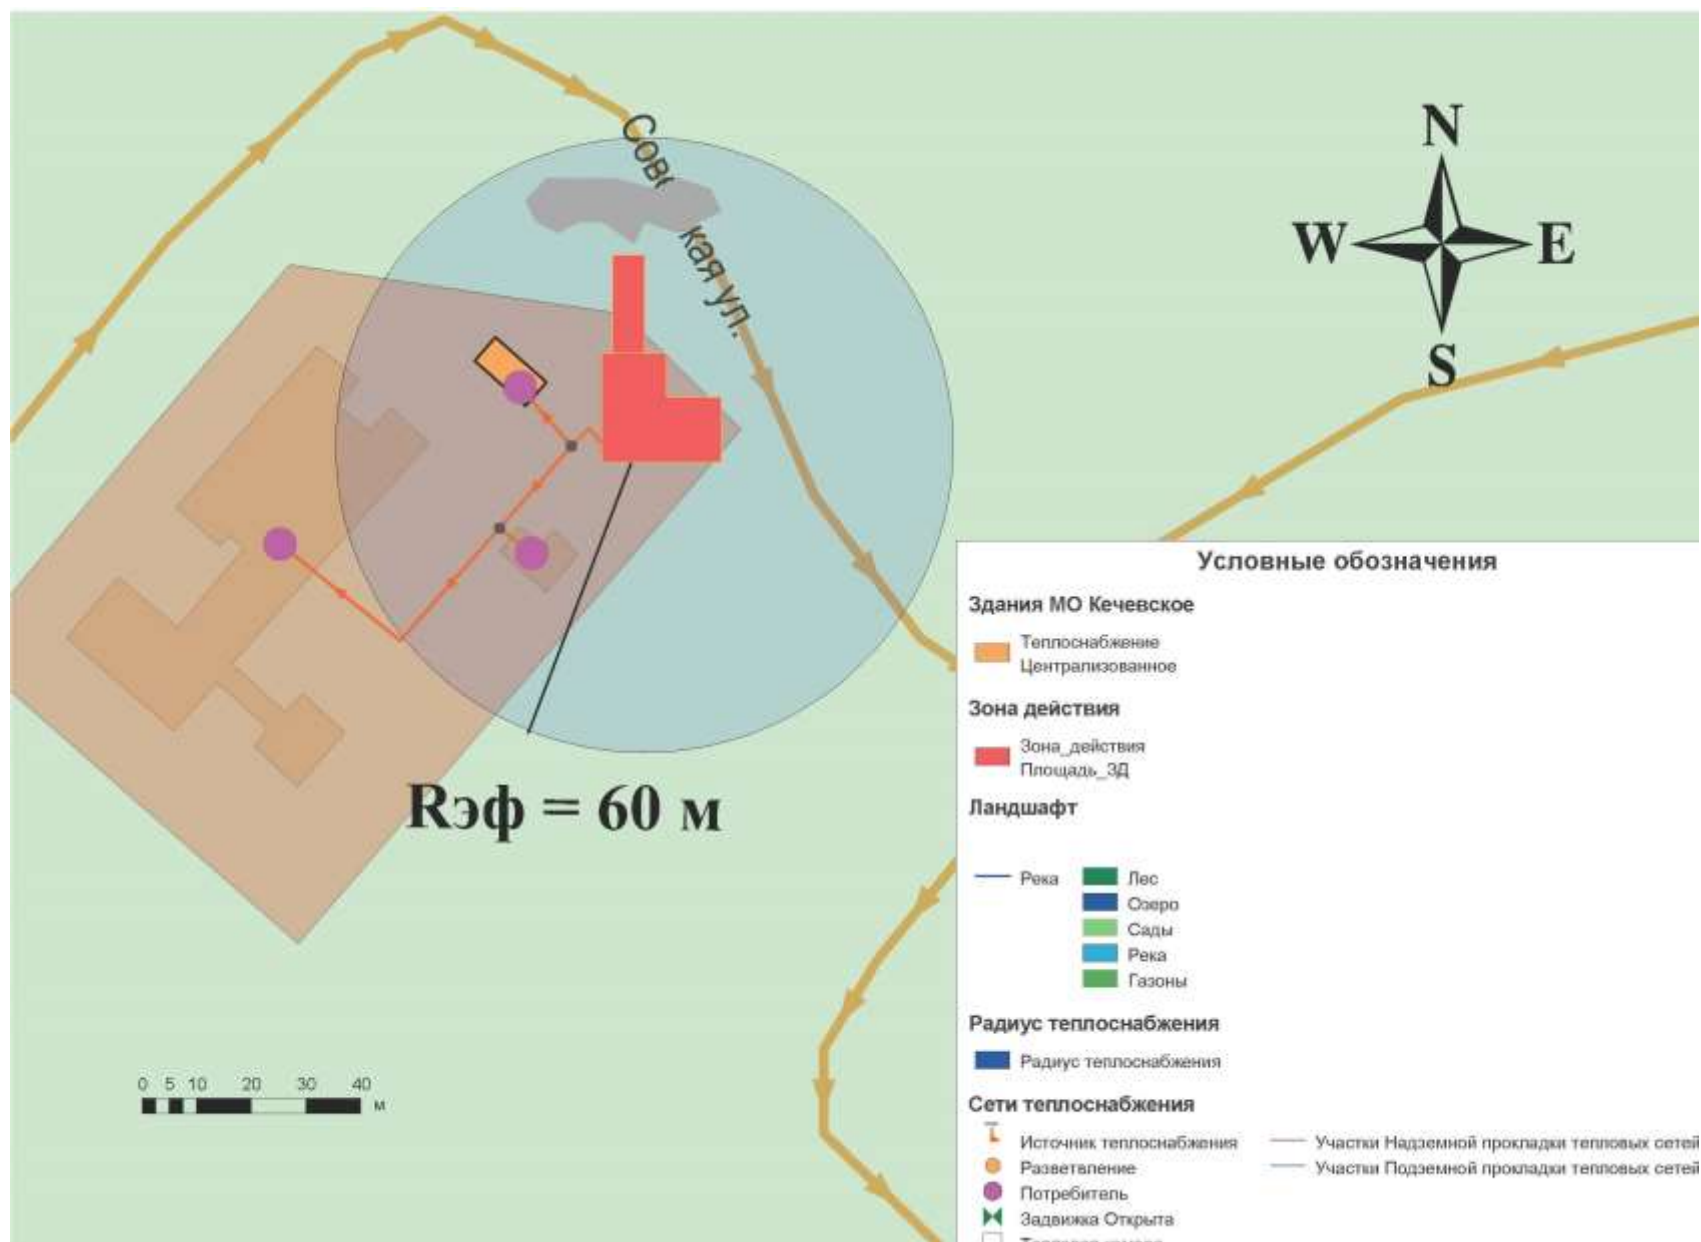 Сово
кая ул.
N
W E
S
Rэф = 60 м
0 5 10 20 30 40
м
Условные обозначения
Здания МО Кечевское
Теплоснабжение
Централизованное
Зона действия
Зона_действия
Площадь_ЗД
Ландшафт
Река
Лес
Озеро
Сады
Река
Газоны
Радиус теплоснабжения
Радиус теплоснабжения
Сети теплоснабжения
Источник теплоснабжения
Участки Надземной прокладки тепловых сетей
Разветвление
Участки Подземной прокладки тепловых сетей
Потребитель
Задвижка Открыта